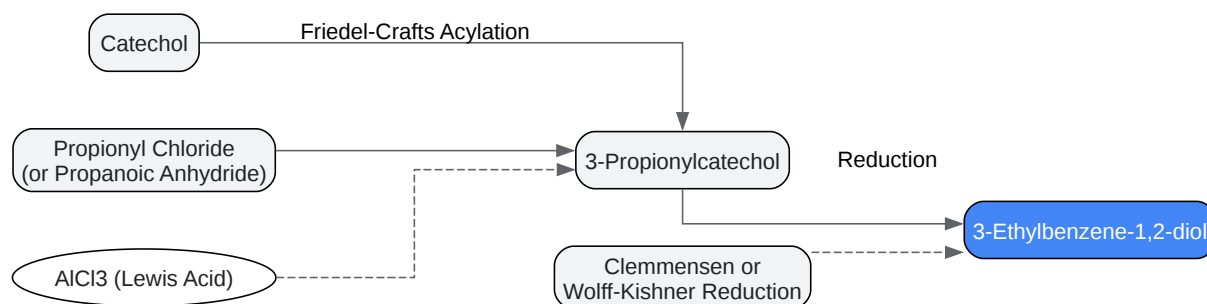 Catechol
Friedel-Crafts Acylation
Propionyl Chloride
(or Propanoic Anhydride)
3-Propionylcatechol
Reduction
3-Ethylbenzene-1,2-diol
AlCl3 (Lewis Acid)
Clemmensen or
Wolff-Kishner Reduction